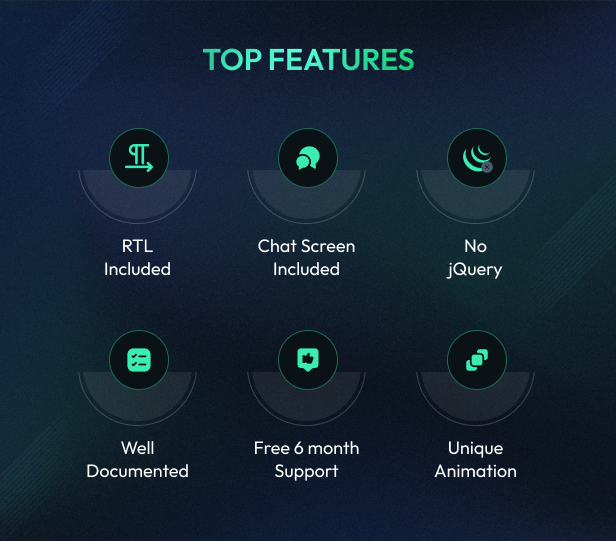 TOP FEATURES
RTL
Included
Chat Screen
Included
No
jQuery
Well
Documented
Free 6 month
Support
Unique
Animation